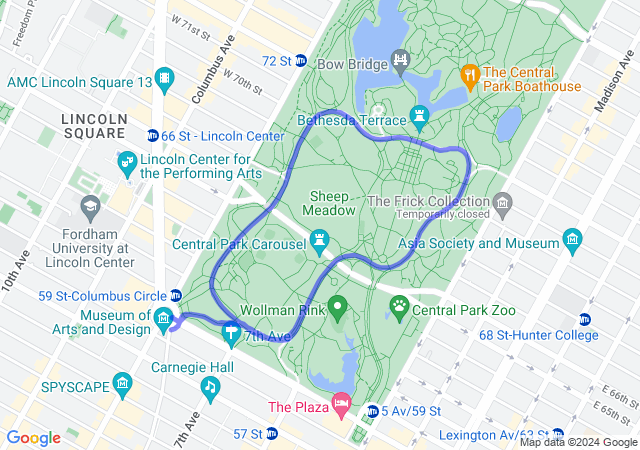 Freedom Pl
W 71st St
Columbus Ave
W 70th St
72 St
Bow Bridge
The Central
Park Boathouse
Madison Ave
AMC Lincoln Square 13
LINCOLN
SQUARE
66 St - Lincoln Center
Lincoln Center for
the Performing Arts
Bethesda Terrace
Sheep
Meadow
The Frick Collection
Temporarily closed
Fordham
University at
Lincoln Center
Central Park Carousel
Asia Society and Museum
10th Ave
59 St-Columbus Circle
Museum of
Arts and Design
Wollman Rink
Central Park Zoo
7th Ave
68 St-Hunter College
Carnegie Hall
SPYSCAPE
The Plaza
5 Av/59 St
E 66th St
E 65th St
7th Ave
57 St
Lexington Av/63 St
Google
Map data ©2024 Google